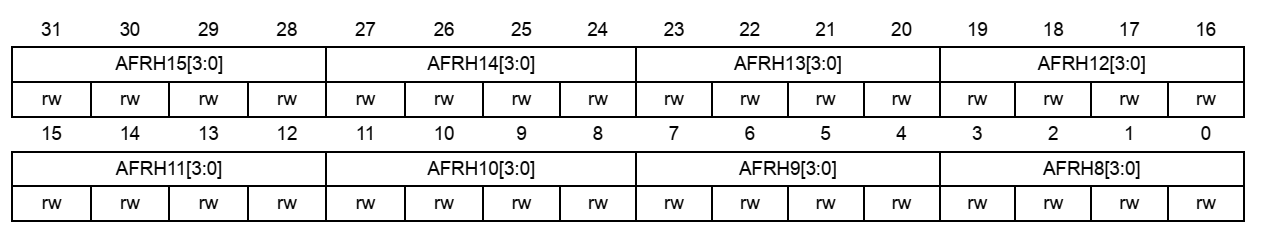 31 30 29 28 27 26 25 24 23 22 21 20 19 18 17 16
AFRH15[3:0] AFRH14[3:0] AFRH13[3:0] AFRH12[3:0]
rw rw rw rw rw rw rw rw rw rw rw rw rw rw rw rw
15 14 13 12 11 10 9 8 7 6 5 4 3 2 1 0
AFRH11[3:0] AFRH10[3:0] AFRH9[3:0] AFRH8[3:0]
rw rw rw rw rw rw rw rw rw rw rw rw rw rw rw rw